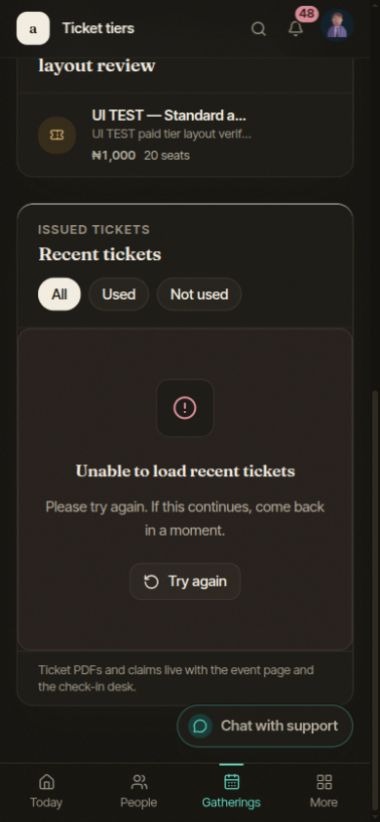 a
Ticket tiers
48
layout review
UI TEST — Standard a...
UI TEST paid tier layout verif...
₦1,000 20 seats
ISSUED TICKETS
Recent tickets
All Used Not used
Unable to load recent tickets
Please try again. If this continues, come back
in a moment.
Try again
Ticket PDFs and claims live with the event page and
the check-in desk.
Chat with support
Today People Gatherings More